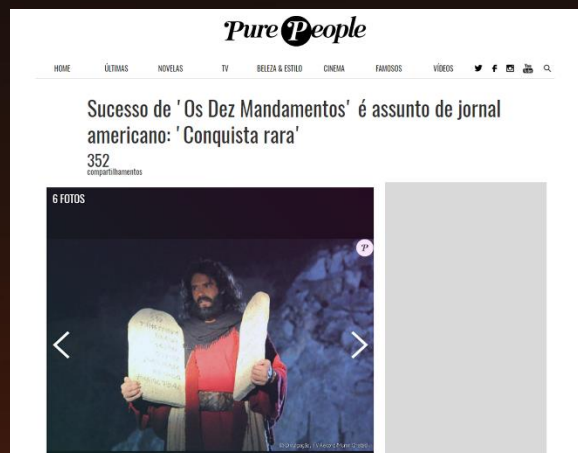 Pure People
HOME ÚLTIMAS NOVELAS TV BELEZA & ESTILO CINEMA FAMOSOS VÍDEOS
Sucesso de 'Os Dez Mandamentos' é assunto de jornal
americano: 'Conquista rara'
352
compartilhamentos
6 FOTOS
P